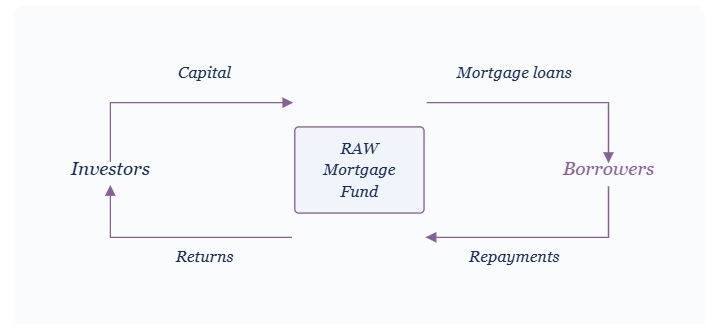 Capital
Mortgage loans
RAW
Mortgage
Fund
Investors
Borrowers
Returns
Repayments